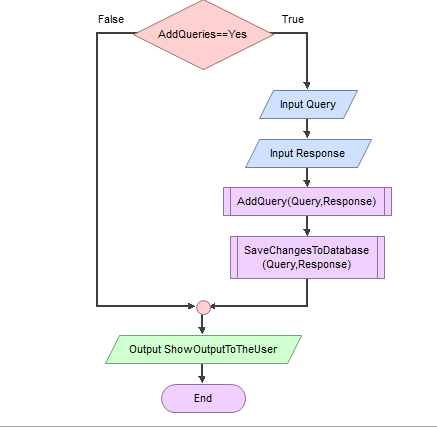 False
True
AddQueries==Yes
Input Query
Input Response
AddQuery(Query,Response)
SaveChangesToDatabase
(Query,Response)
Output ShowOutputToTheUser
End